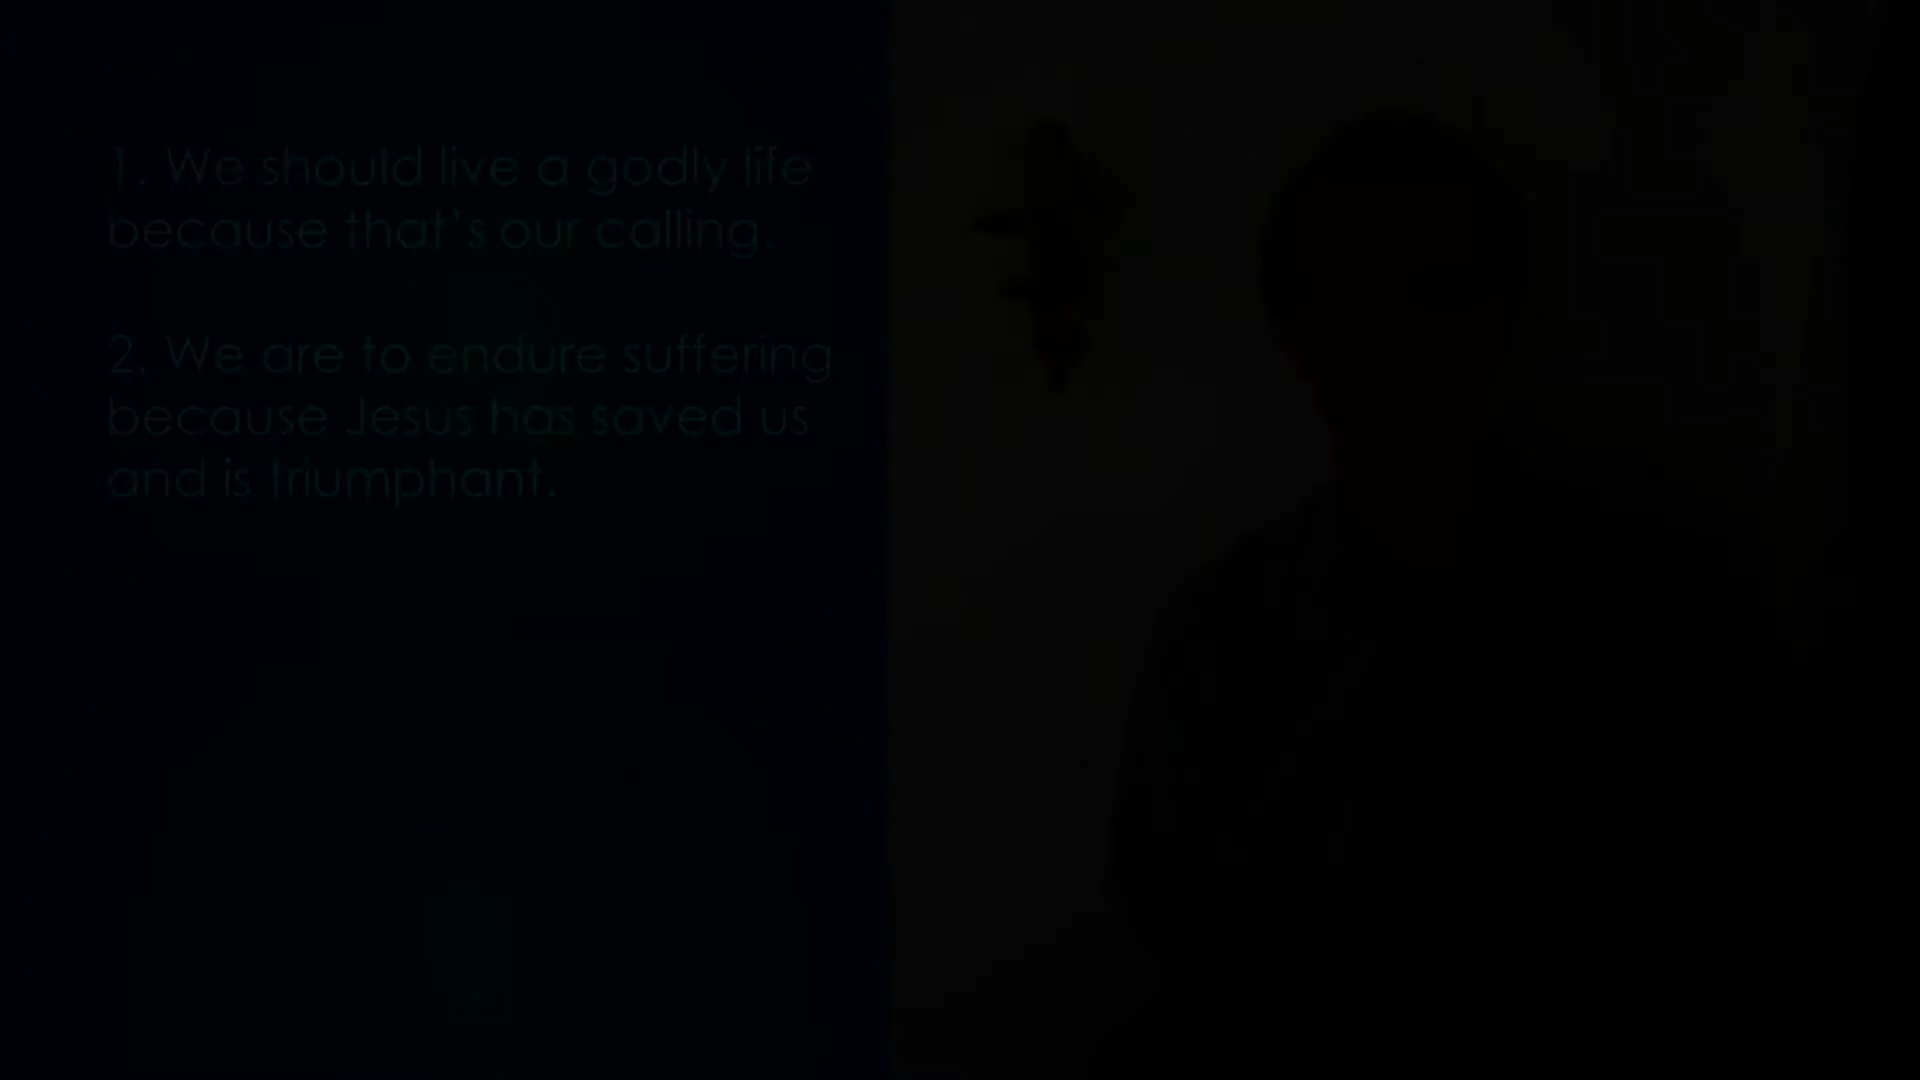 1. We should live a godly life
because that's our calling.
2. We are to endure suffering
because Jesus has saved us
and is triumphant.